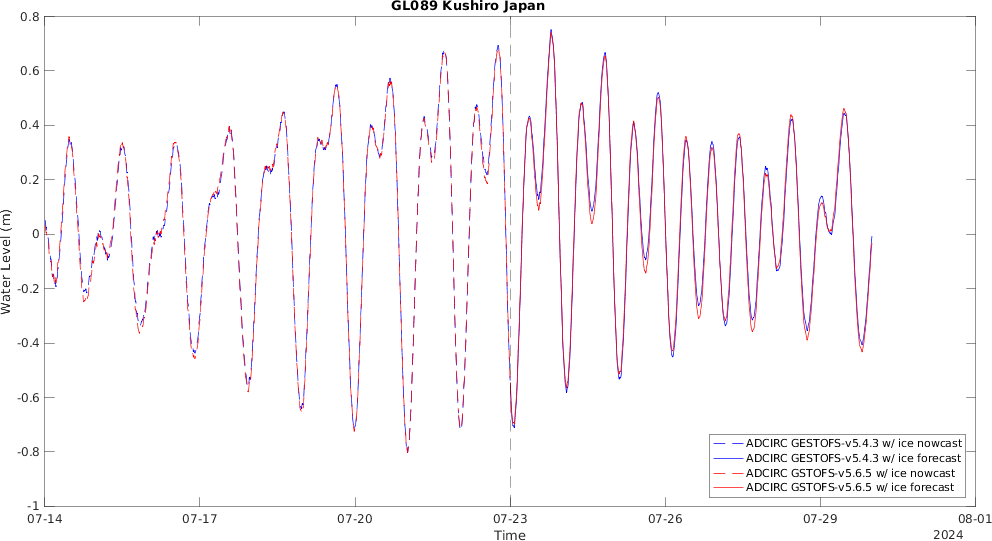 GL089 Kushiro Japan
Water Level (m)
0.8
0.6
0.4
0.2
0
-0.2
-0.4
-0.6
-0.8
-1
ADCIRC GESTOFS-v5.4.3 w/ ice nowcast
ADCIRC GESTOFS-v5.4.3 w/ ice forecast
ADCIRC GSTOFS-v5.6.5 w/ ice nowcast
ADCIRC GSTOFS-v5.6.5 w/ ice forecast
07-14 07-17 07-20 07-23 07-26 07-29 08-01
Time
2024